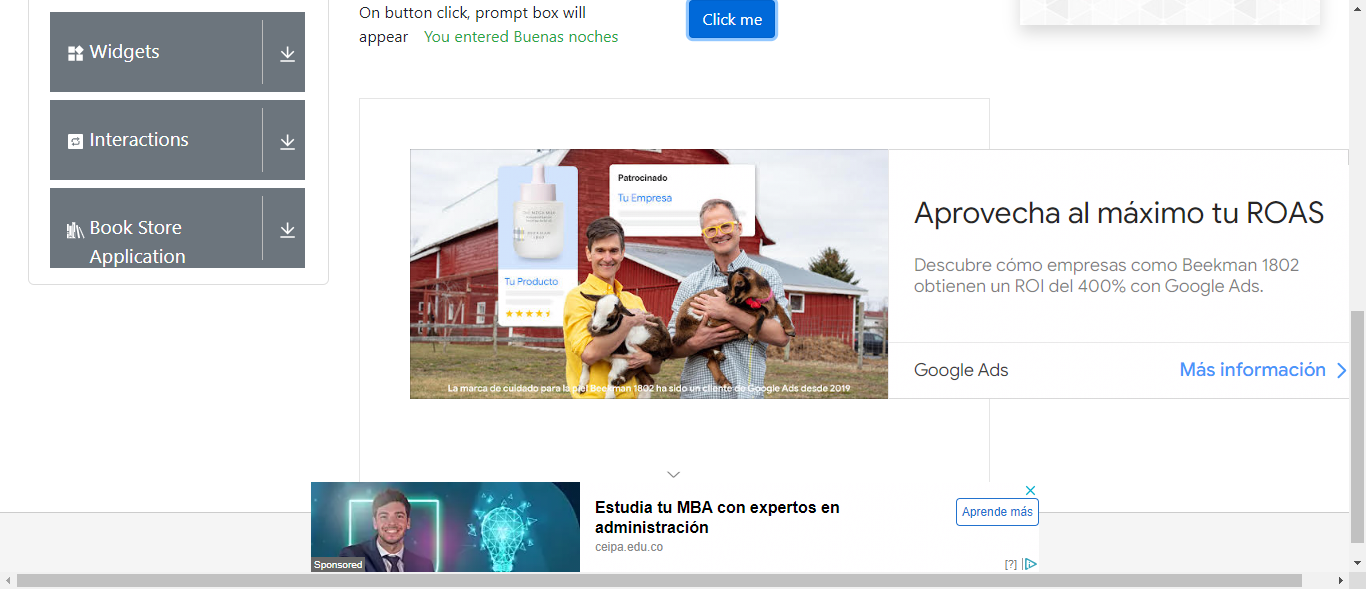 Widgets
Interactions
Book Store
Application
On button click, prompt box will
appear You entered Buenas noches
Click me
Patrocinado
Tu Empresa
Tu Producto
La marca de cuidado para la piel Beekman 1802 ha sido un cliente de Google Ads desde 2019
Aprovecha al máximo tu ROAS
Descubre cómo empresas como Beekman 1802
obtienen un ROI del 400% con Google Ads.
Google Ads
Más información
Sponsored
Estudia tu MBA con expertos en
administración
ceipa.edu.co
Aprende más
[?]